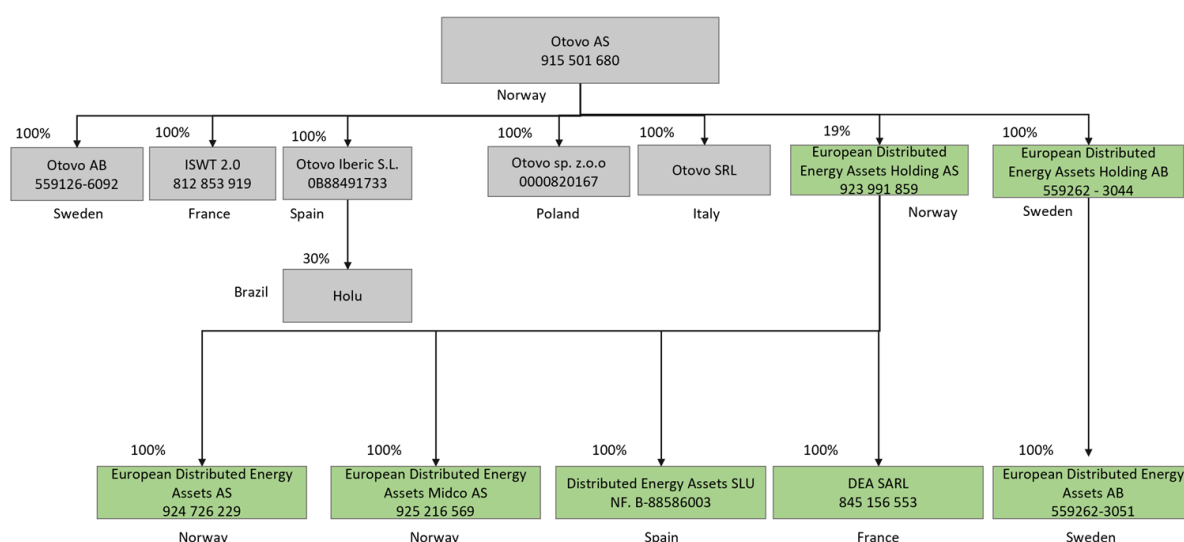 Otovo AS
915 501 680
Norway
100%
100%
100%
100%
100%
19%
100%
Otovo AB
559126-6092
ISWT 2.0
812 853 919
Otovo Iberic S.L.
0B88491733
Otovo sp. z.o.o
0000820167
Otovo SRL
European Distributed
Energy Assets Holding AS
923 991 859
European Distributed
Energy Assets Holding AB
559262 - 3044
Sweden
France
Spain
Poland
Italy
Norway
Sweden
30%
Brazil
Holu
100%
100%
100%
100%
100%
European Distributed Energy
Assets AS
924 726 229
European Distributed Energy
Assets Midco AS
925 216 569
Distributed Energy Assets SLU
NF. B-88586003
DEA SARL
845 156 553
European Distributed Energy
Assets AB
559262-3051
Norway
Norway
Spain
France
Sweden